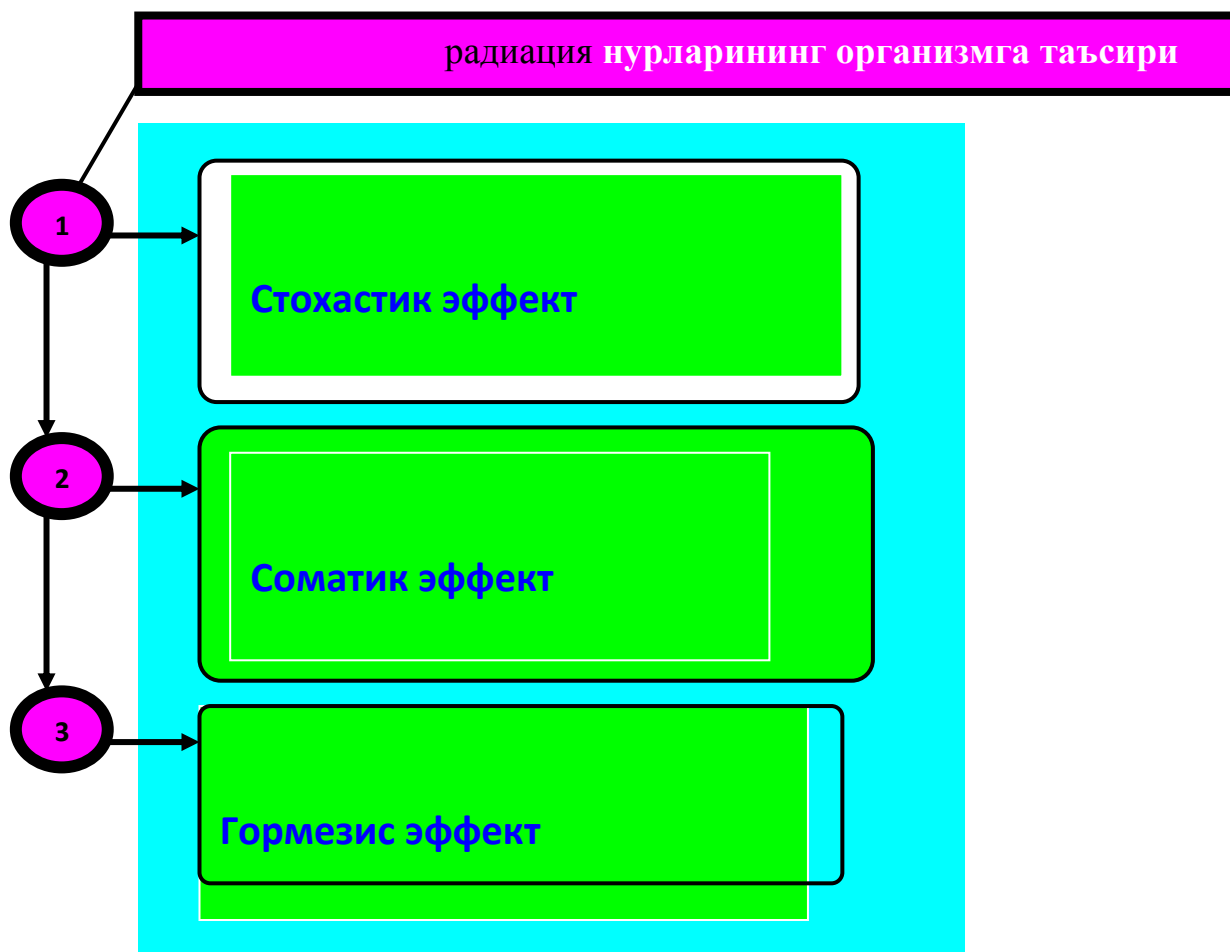 радиация нурларининг организмга таъсири
1
Стохастик эффект
2
Соматик эффект
3
Гормезис эффект